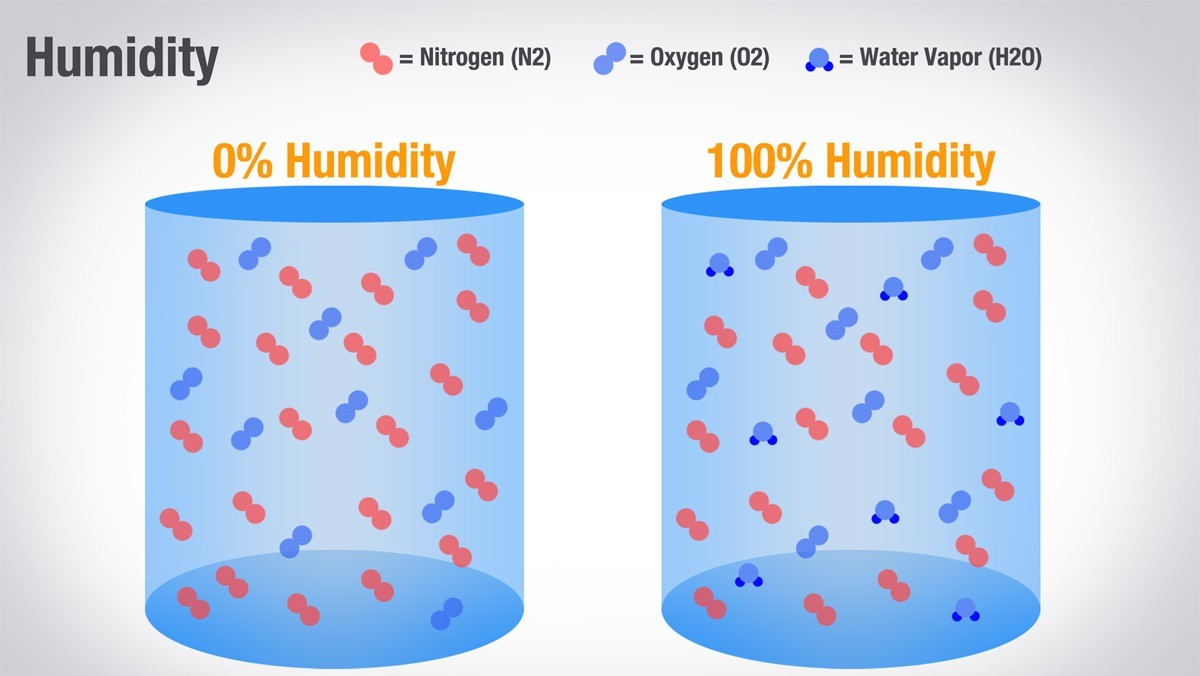 Humidity
= Nitrogen (N2)
= Oxygen (O2)
= Water Vapor (H2O)
0% Humidity
100% Humidity